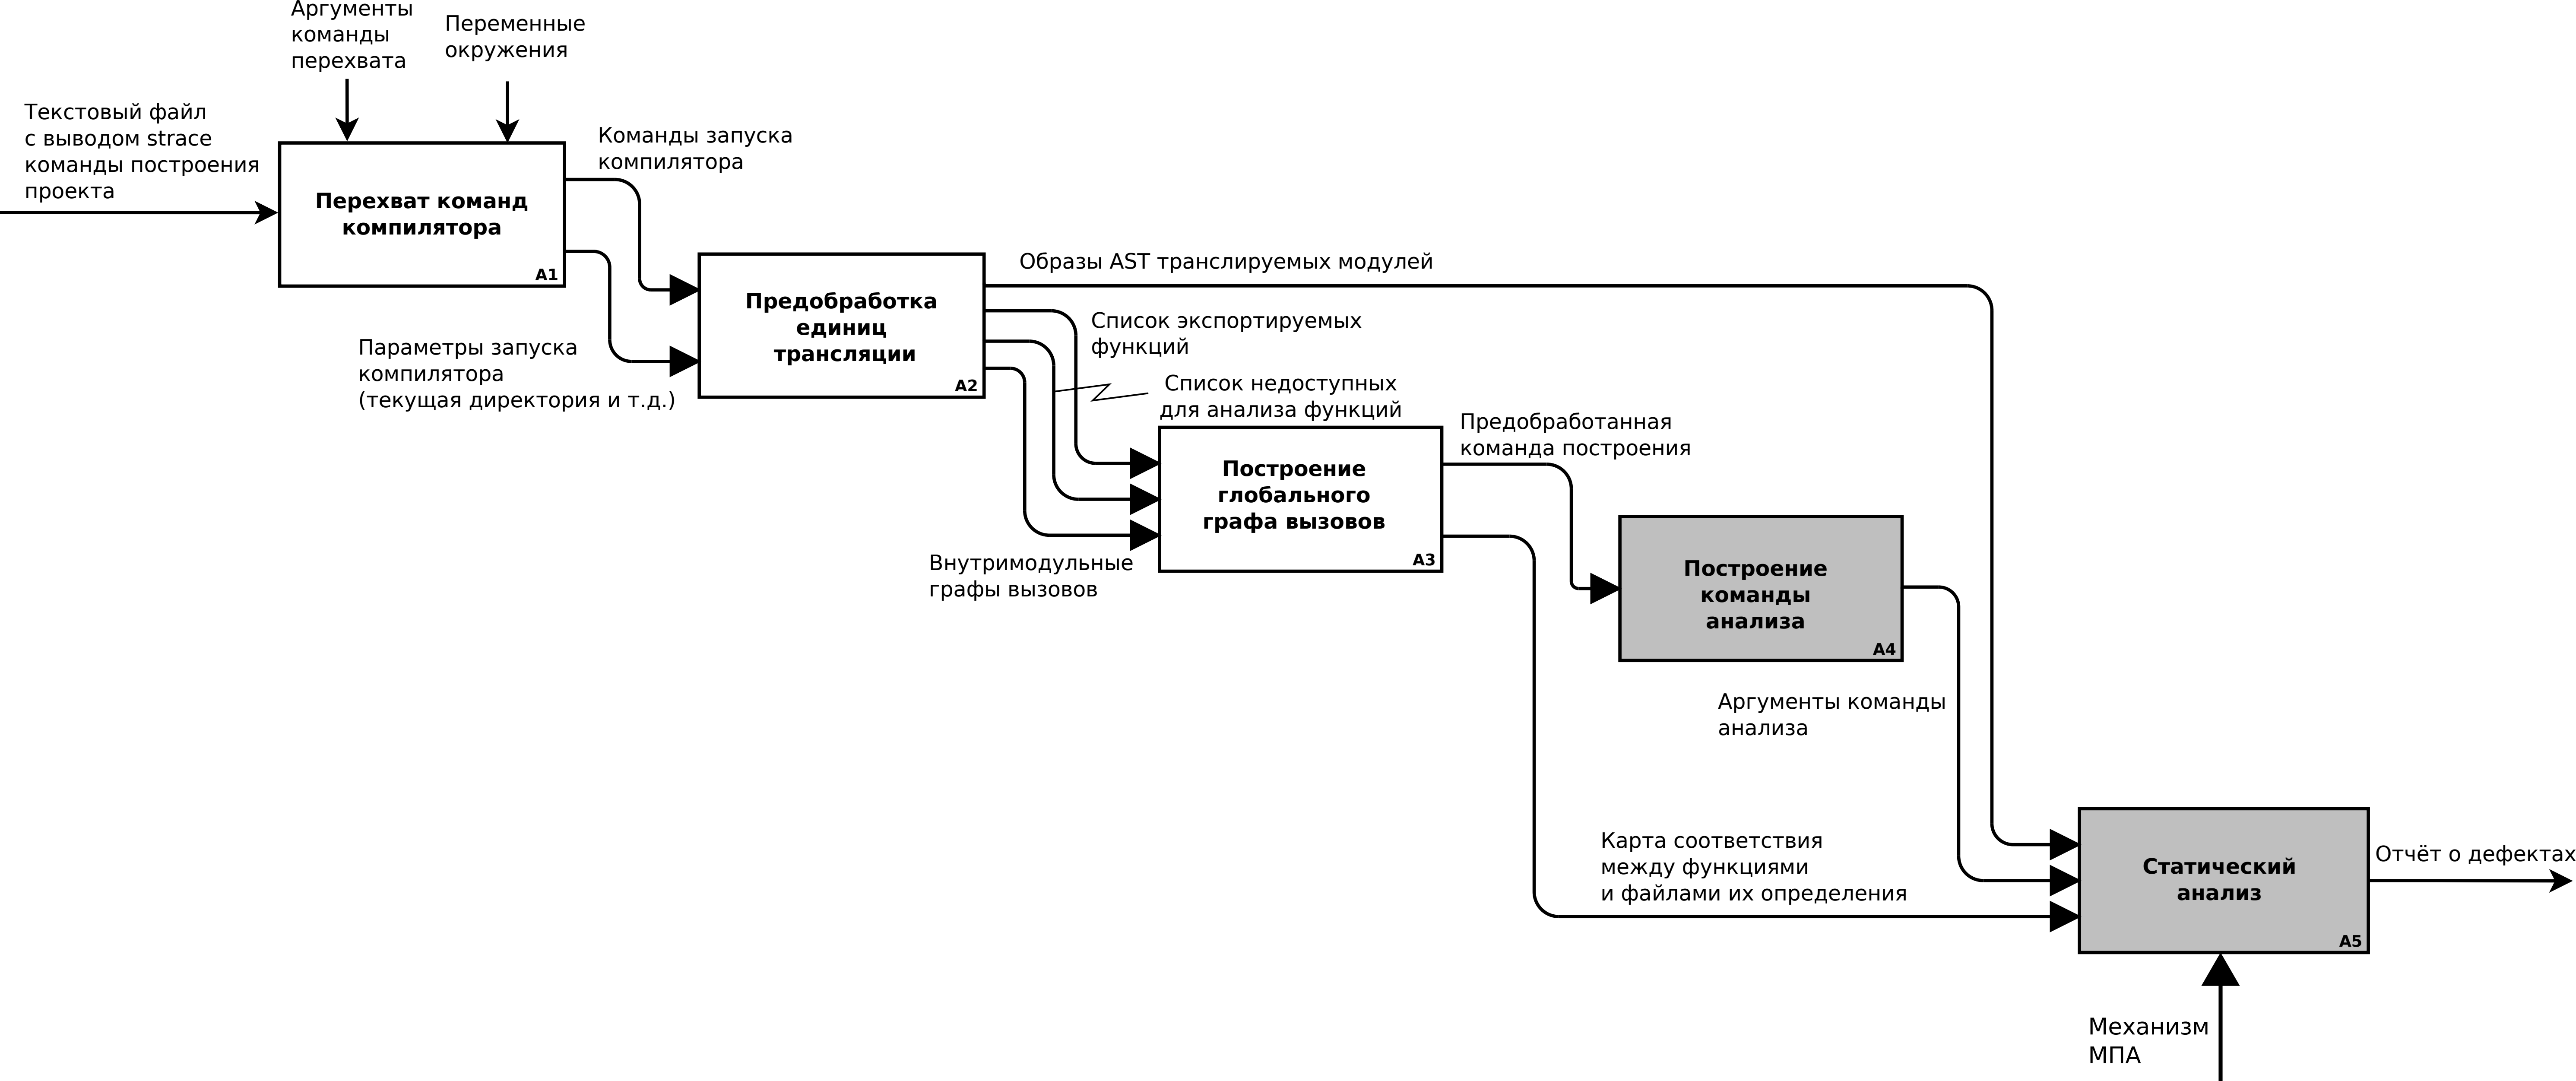 Аргументы
команды
перехвата
Переменные
окружения
Текстовый файл
с выводом strace
команды построения
проекта
Команды запуска
компилятора
Перехват команд
компилятора
A1
Параметры запуска
компилятора
(текущая директория и т.д.)
Предобработка
единиц
трансляции
A2
Образы AST транслируемых модулей
Список экспортируемых
функций
Список недоступных
для анализа функций
Внутримодульные
графы вызовов
Построение
глобального
графа вызовов
A3
Предобработанная
команда построения
Построение
команды
анализа
A4
Аргументы команды
анализа
Карта соответствия
между функциями
и файлами их определения
Статический
анализ
A5
Отчёт о дефектах
Механизм
МПА